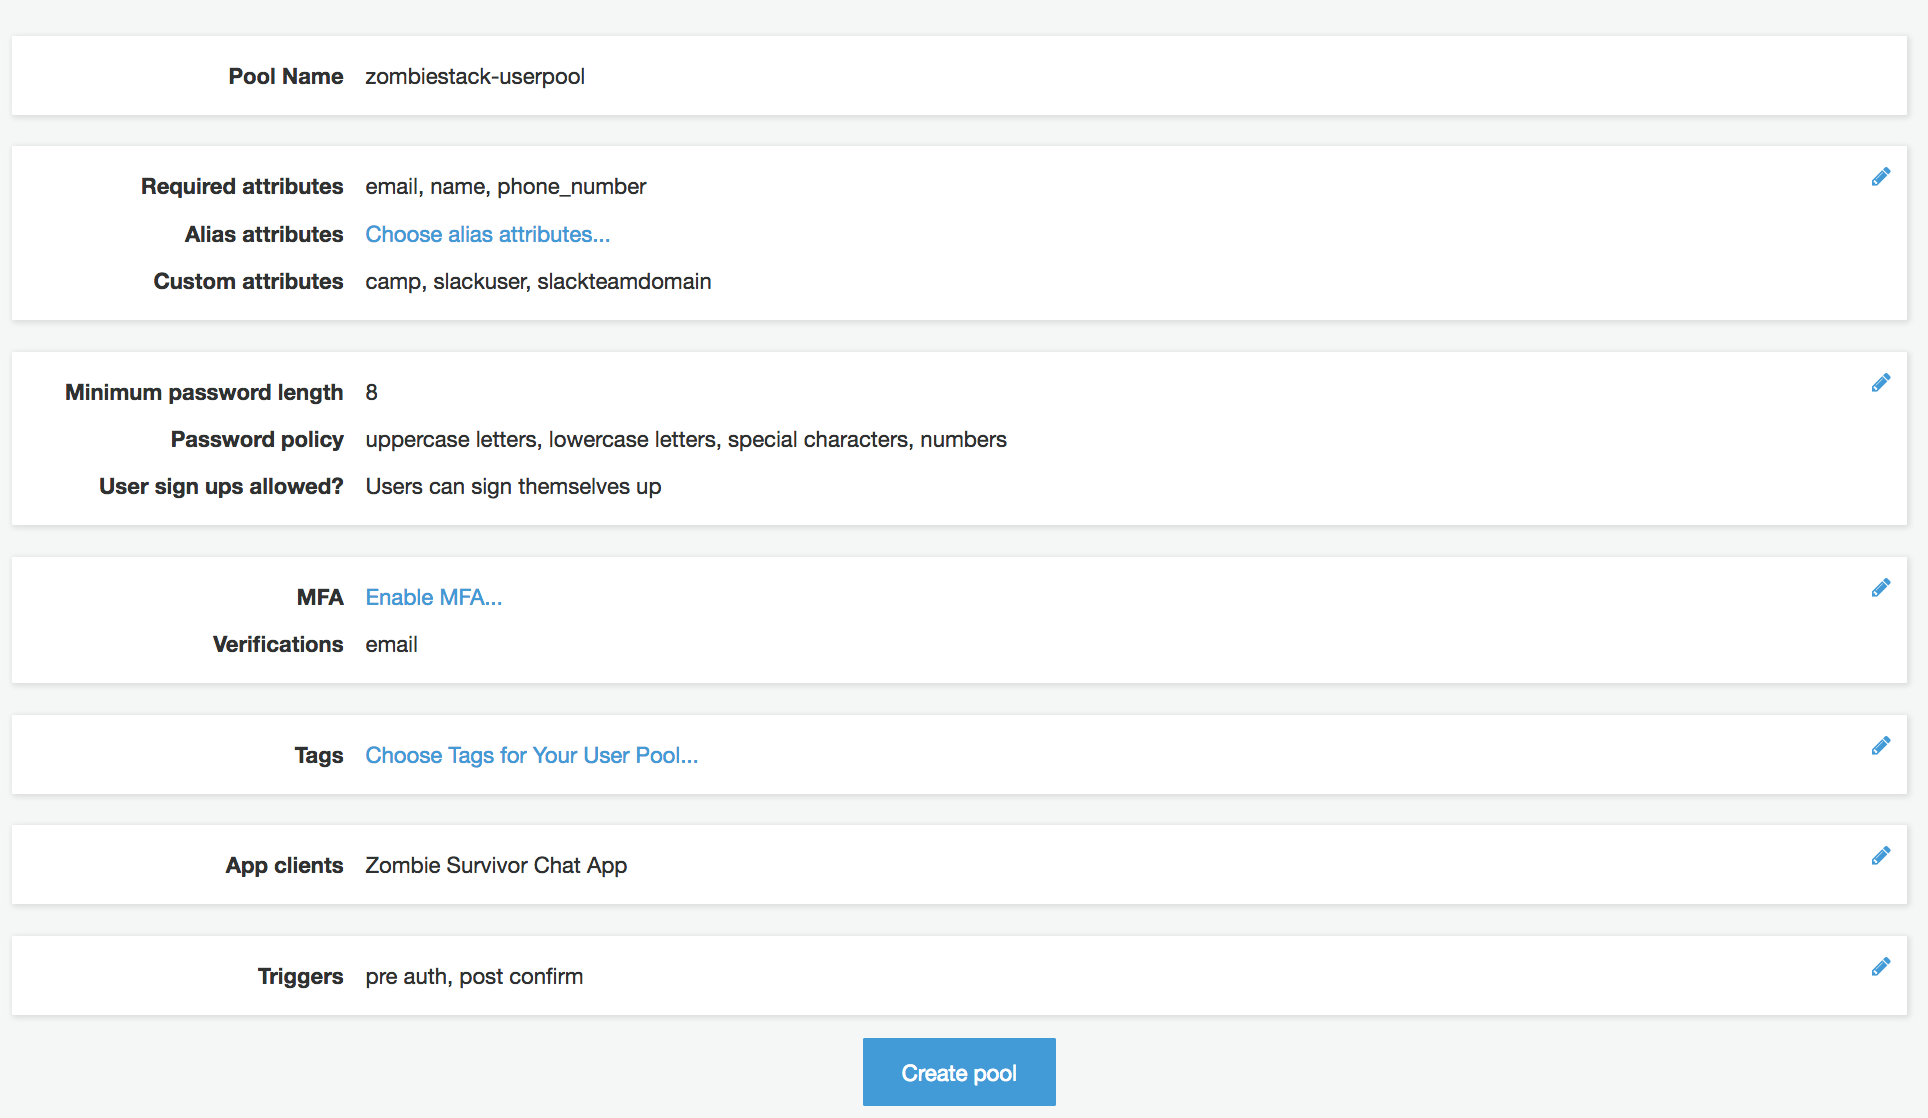 Pool Name zombiestack-userpool
Required attributes email, name, phone_number
Alias attributes Choose alias attributes...
Custom attributes camp, slackuser, slackteamdomain
Minimum password length 8
Password policy uppercase letters, lowercase letters, special characters, numbers
User sign ups allowed? Users can sign themselves up
MFA Enable MFA...
Verifications email
Tags Choose Tags for Your User Pool...
App clients Zombie Survivor Chat App
Triggers pre auth, post confirm
Create pool